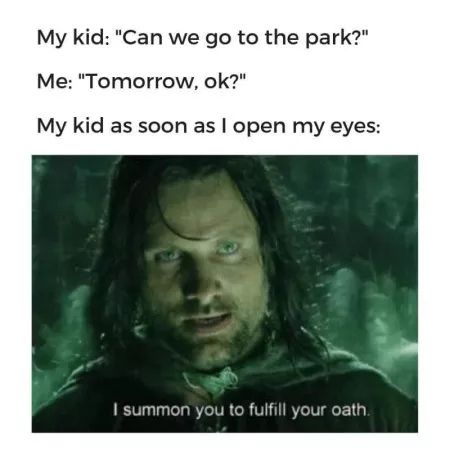 My kid: "Can we go to the park?"
Me: "Tomorrow, ok?"
My kid as soon as I open my eyes:
I summon you to fulfill your oath.